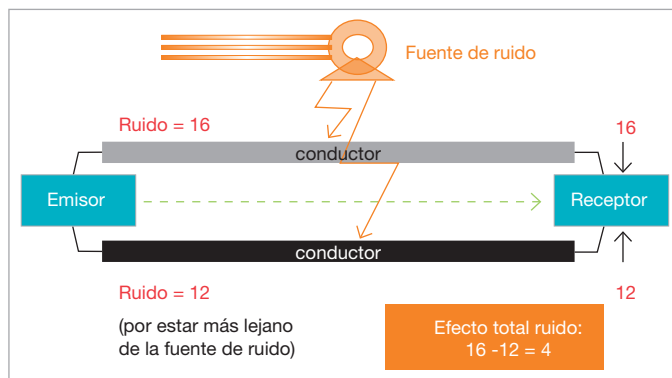 Fuente de ruido
Ruido = 16
16
conductor
Emisor
Receptor
conductor
Ruido = 12
12
(por estar más lejano
de la fuente de ruido)
Efecto total ruido:
16 -12 = 4